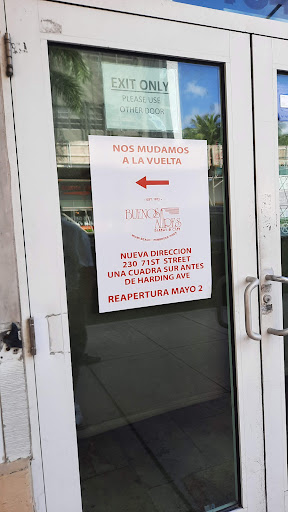 EXIT ONLY
PLEASE USE
OTHER DOOR
NOS MUDAMOS
A LA VUELTA
BUENOS
AIRES
NUEVA DIRECCION
230 71ST STREET
UNA CUADRA SUR ANTES
DE HARDING AVE
REAPERTURA MAYO 2